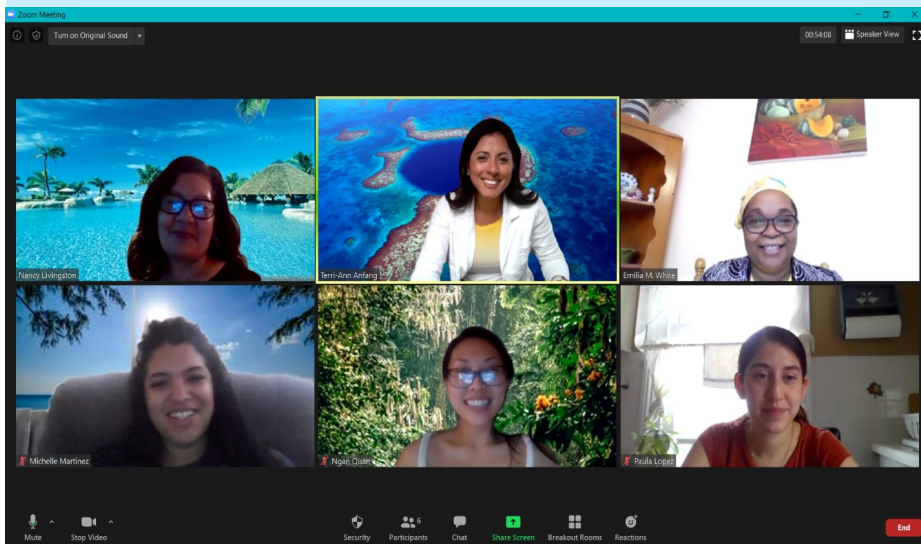 Zoom Meeting
Turn on Original Sound
00:54:08 Speaker View
Nancy Livingston
Terri-Ann Anfang
Emilia M. White
Michelle Martinez
Ngan Quan
Paula Lopez
Mute
Stop Video
Security
Participants 6
Chat
Share Screen
Breakout Rooms
Reactions
End